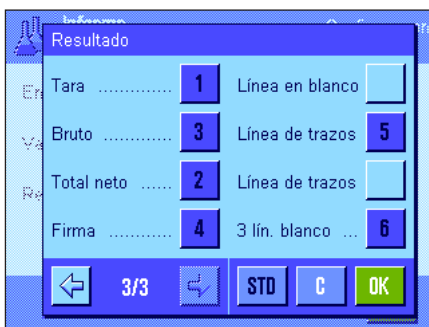 Informe
Resultado
Tara ............. 1 Línea en blanco
Bruto ............ 3 Línea de trazos 5
Total neto ...... 2 Línea de trazos
Firma ............ 4 3 lín. blanco ... 6
3/3 STD C OK